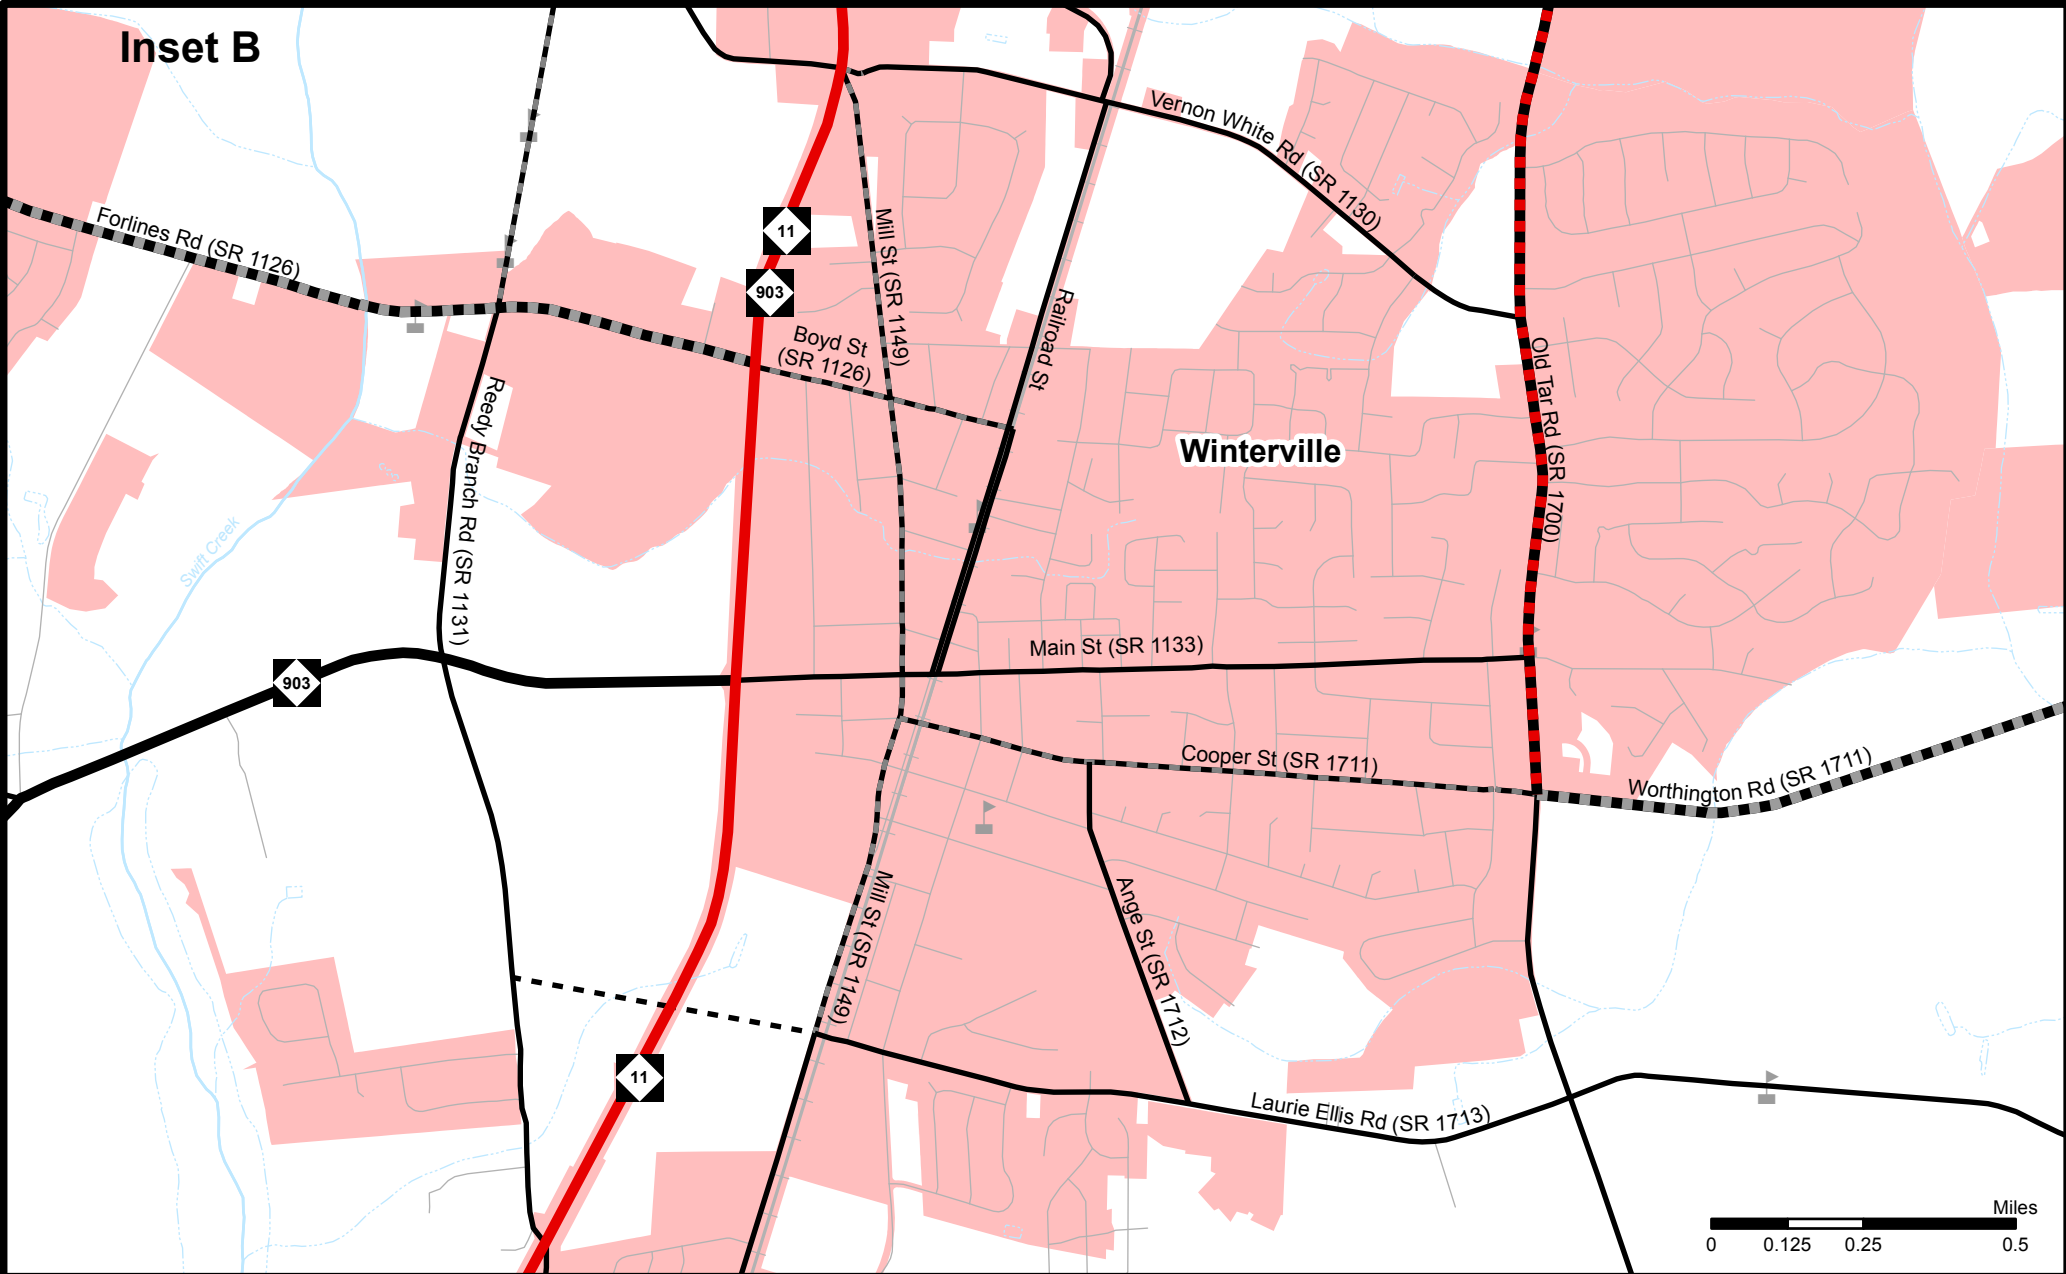 Inset B
Vernon White Rd (SR 1130)
Forlines Rd (SR 1126)
11
903
Mill St (SR 1149)
Boyd St
(SR 1126)
Railroad St
Old Tar Rd (SR 1700)
Reedy Branch Rd (SR 1131)
Winterville
Swift Creek
Main St (SR 1133)
903
Cooper St (SR 1711)
Worthington Rd (SR 1711)
Mill St (SR 1149)
Ange St (SR 1712)
11
Laurie Ellis Rd (SR 1713)
Miles
0 0.125 0.25 0.5